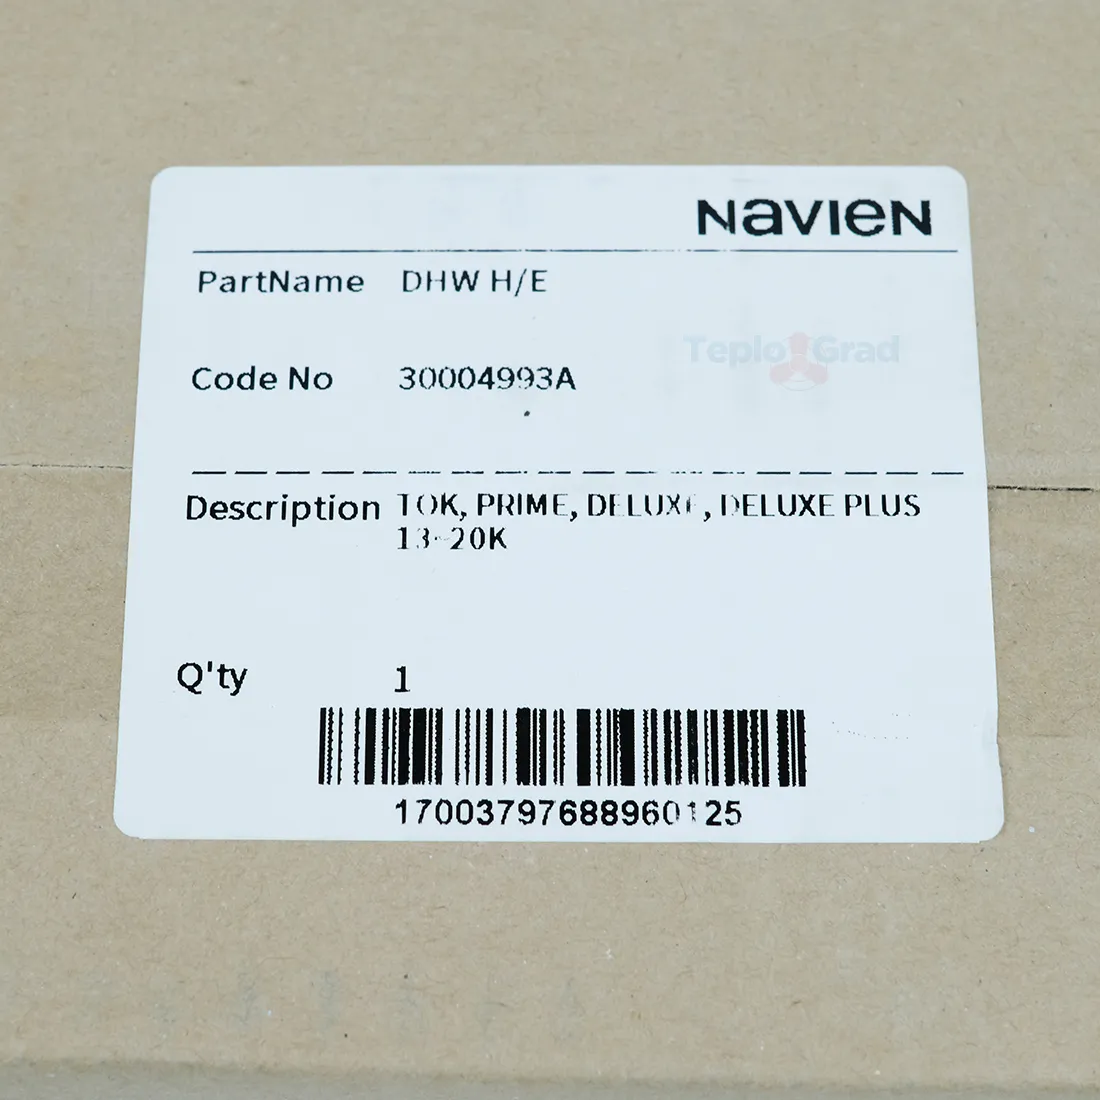 NAVIEN
PartName DHW H/E
Teplo Grad
Code No 30004993A
Description TOK, PRIME, DELUXE, DELUXE PLUS
13-20K
Q'ty 1
17003797688960125